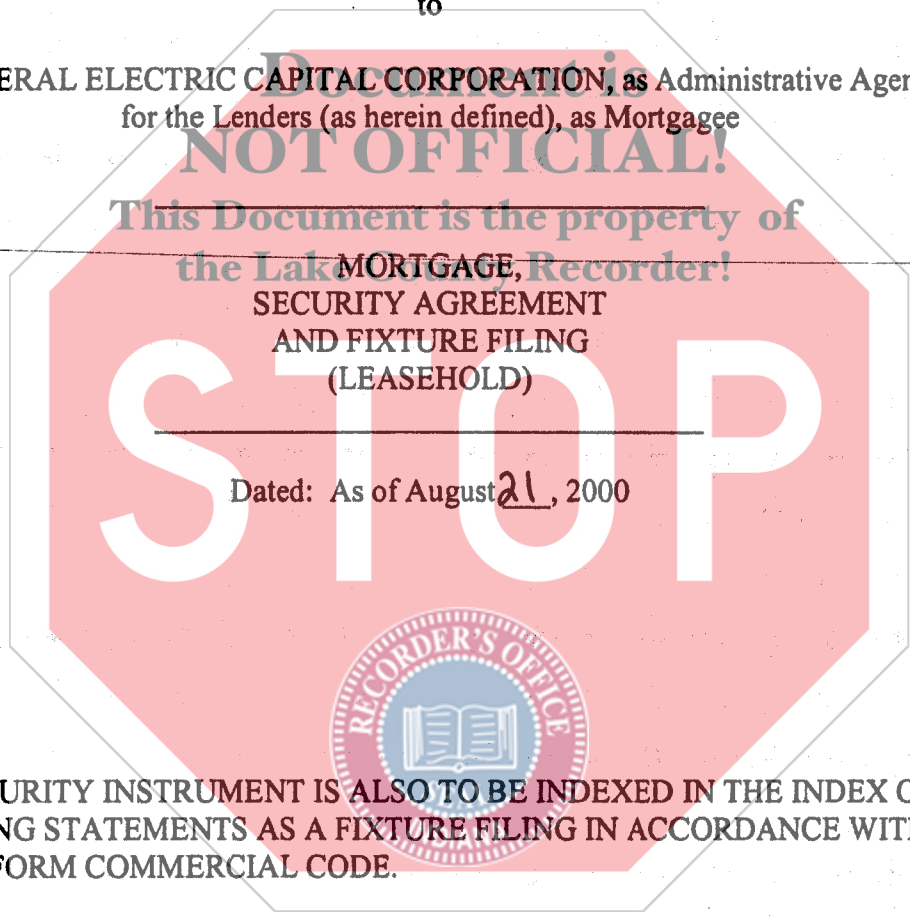 to
Document is
ERAL ELECTRIC CAPITAL CORPORATION, as Administrative Agen
for the Lenders (as herein defined), as Mortgagee
NOT OFFICIAL!
This Document is the property of
the Lake County Recorder!
MORTGAGE,
SECURITY AGREEMENT
AND FIXTURE FILING
(LEASEHOLD)
STOP
Dated: As of August 21, 2000
RECORDER'S OFFICE
URITY INSTRUMENT IS ALSO TO BE INDEXED IN THE INDEX O
NG STATEMENTS AS A FIXTURE FILING IN ACCORDANCE WIT
FORM COMMERCIAL CODE.